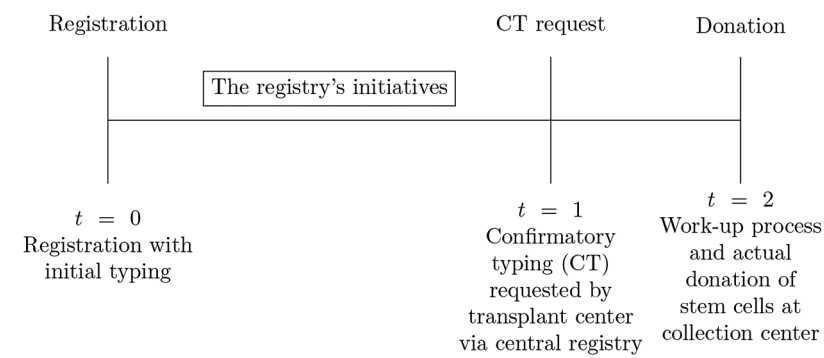 Registration
CT request
Donation
The registry's initiatives
t = 0
Registration with
initial typing
t = 1
Confirmatory
typing (CT)
requested by
transplant center
via central registry
t = 2
Work-up process
and actual
donation of
stem cells at
collection center